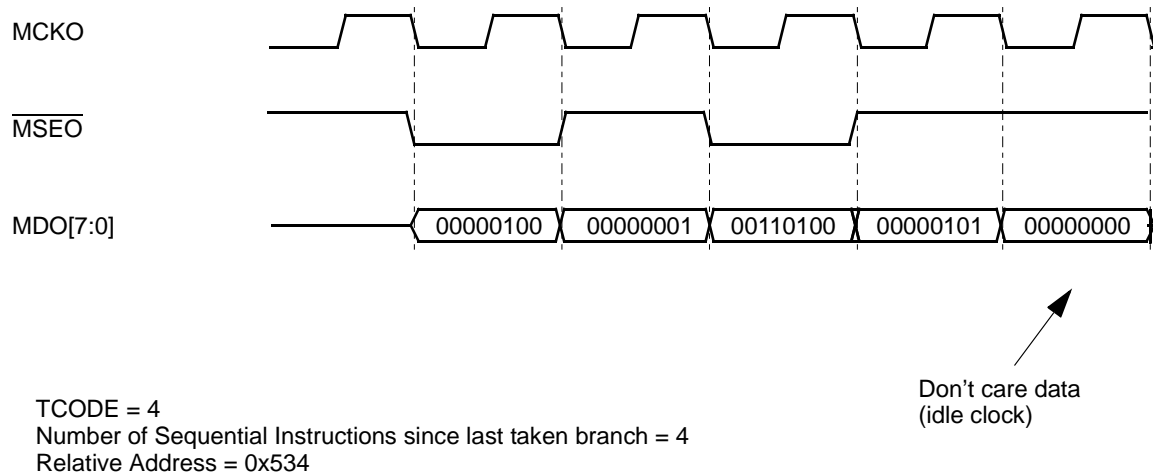 MCKO
MSEO
MDO[7:0]
00000100 00000001 00110100 00000101 00000000
Don't care data
(idle clock)
TCODE = 4
Number of Sequential Instructions since last taken branch = 4
Relative Address = 0x534